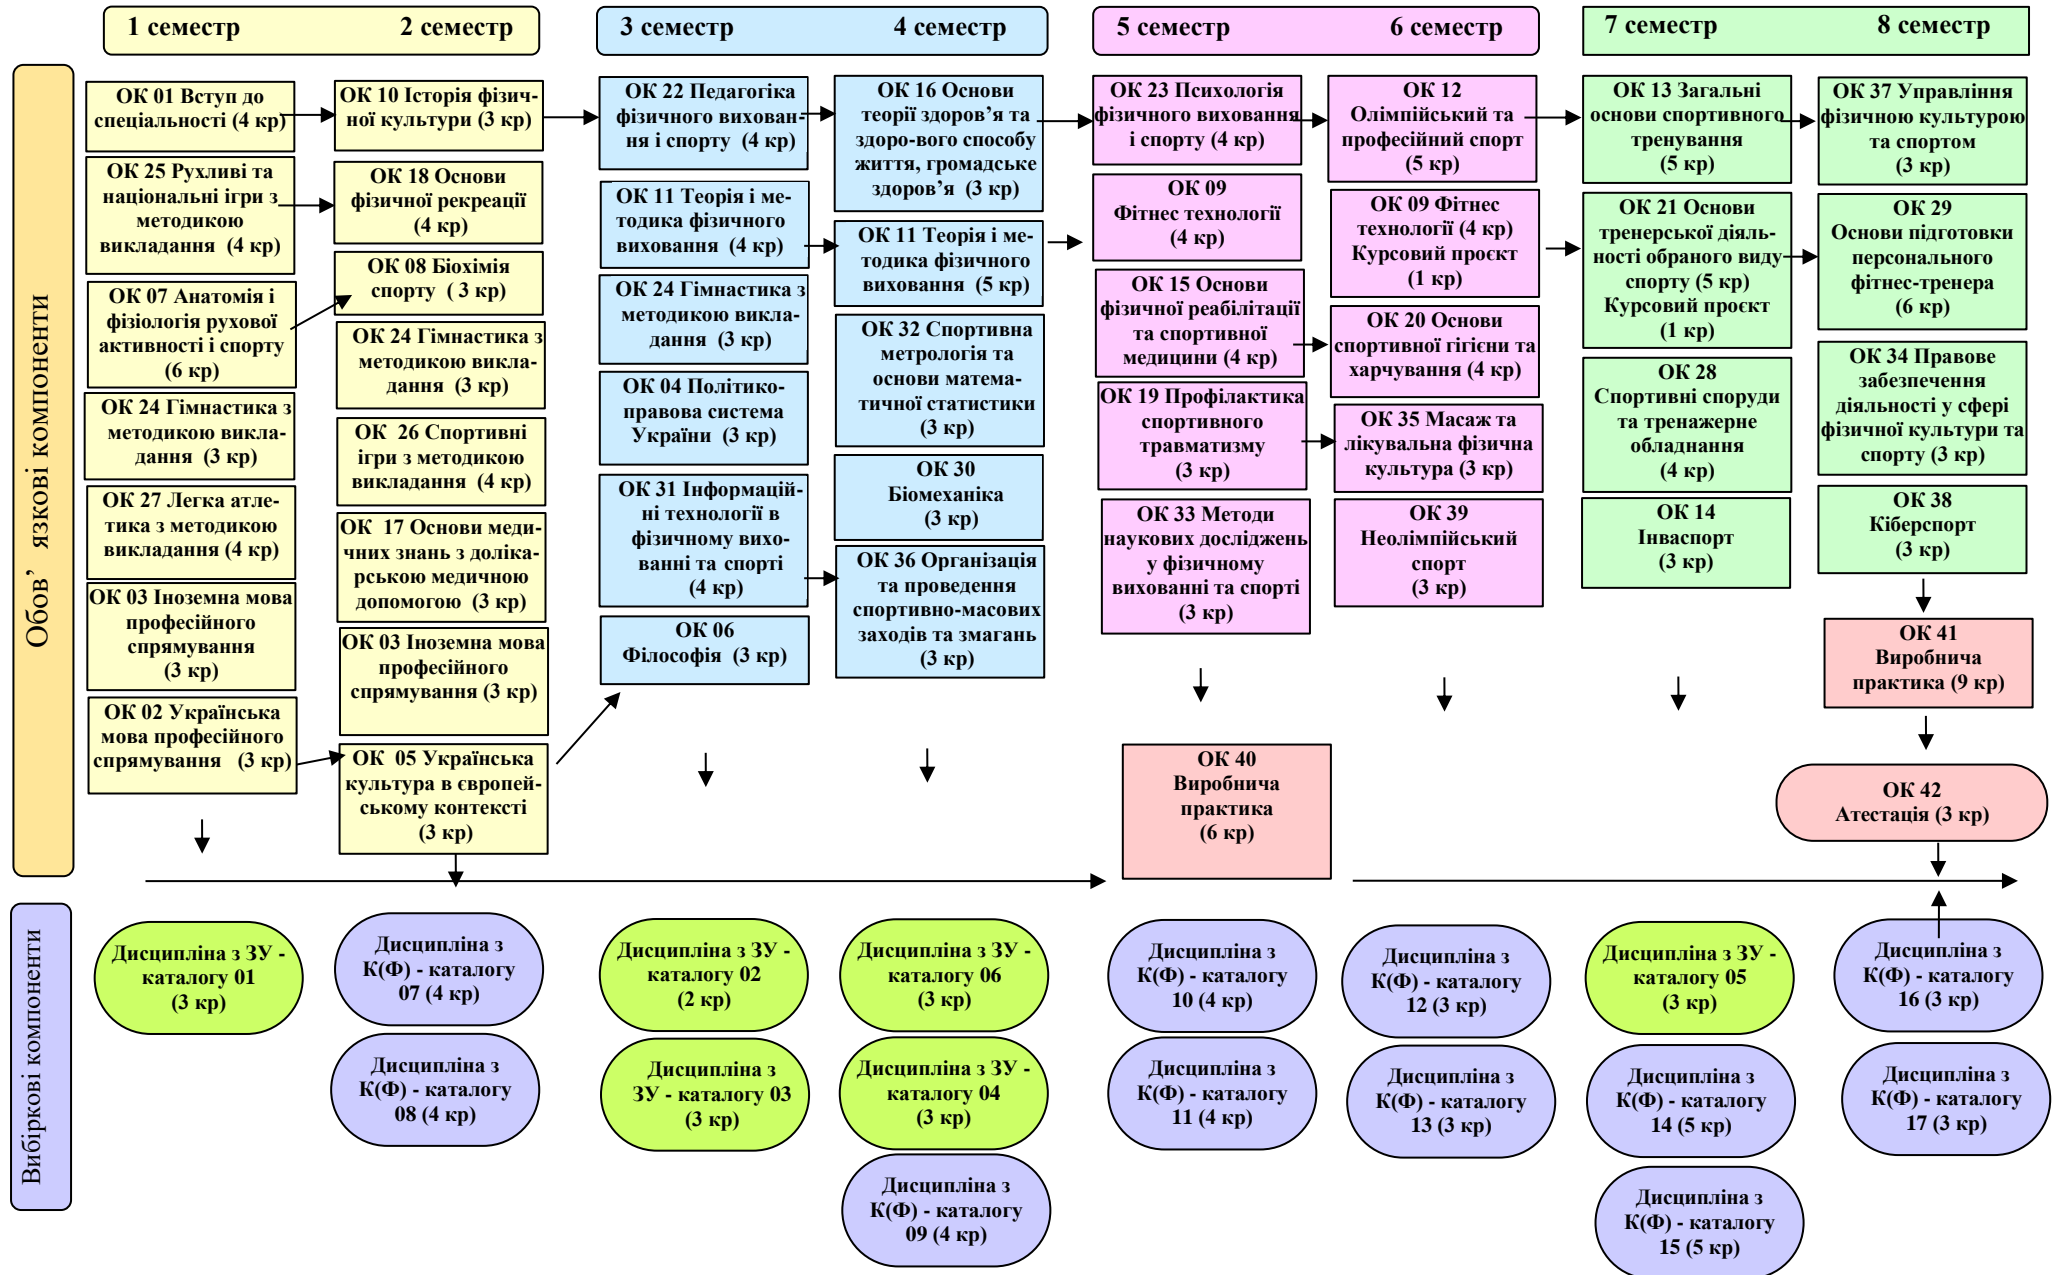 1 семестр
2 семестр
3 семестр
4 семестр
5 семестр
6 семестр
7 семестр
8 семестр
Обов’ язкові компоненти
ОК 01 Вступ до
спеціальності (4 кр)
ОК 25 Рухливі та
національні ігри з
методикою
викладання (4 кр)
ОК 07 Анатомія і
фізіологія рухової
активності і спорту
(6 кр)
ОК 24 Гімнастика з
методикою викла-
дання (3 кр)
ОК 27 Легка атле-
тика з методикою
викладання (4 кр)
ОК 03 Іноземна мова
професійного
спрямування
(3 кр)
ОК 02 Українська
мова професійного
спрямування (3 кр)
ОК 10 Історія фізич-
ної культури (3 кр)
ОК 18 Основи
фізичної рекреації
(4 кр)
ОК 08 Біохімія
спорту ( 3 кр)
ОК 24 Гімнастика з
методикою викла-
дання (3 кр)
ОК 26 Спортивні
ігри з методикою
викладання (4 кр)
ОК 17 Основи меди-
чних знань з доліка-
рською медичною
допомогою (3 кр)
ОК 03 Іноземна мова
професійного
спрямування (3 кр)
ОК 05 Українська
культура в європей-
ському контексті
(3 кр)
ОК 22 Педагогіка
фізичного вихован-
ня і спорту (4 кр)
ОК 11 Теорія і ме-
тодика фізичного
виховання (4 кр)
ОК 24 Гімнастика з
методикою викла-
дання (3 кр)
ОК 04 Політико-
правова система
України (3 кр)
ОК 31 Інформацій-
ні технології в
фізичному вихо-
ванні та спорті
(4 кр)
ОК 06
Філософія (3 кр)
ОК 16 Основи
теорії здоров’я та
здоро-вого способу
життя, громадське
здоров’я (3 кр)
ОК 11 Теорія і ме-
тодика фізичного
виховання (5 кр)
ОК 32 Спортивна
метрологія та
основи матема-
тичної статистики
(3 кр)
ОК 30
Біомеханіка
(3 кр)
ОК 36 Організація
та проведення
спортивно-масових
заходів та змагань
(3 кр)
ОК 23 Психологія
фізичного виховання
і спорту (4 кр)
ОК 09
Фітнес технології
(4 кр)
ОК 15 Основи
фізичної реабілітації
та спортивної
медицини (4 кр)
ОК 19 Профілактика
спортивного
травматизму
(3 кр)
ОК 33 Методи
наукових досліджень
у фізичному
вихованні та спорті
(3 кр)
ОК 40
Виробнича
практика
(6 кр)
ОК 12
Олімпійський та
професійний спорт
(5 кр)
ОК 09 Фітнес
технології (4 кр)
Курсовий проєкт
(1 кр)
ОК 20 Основи
спортивної гігієни та
харчування (4 кр)
ОК 35 Масаж та
лікувальна фізична
культура (3 кр)
ОК 39
Неолімпійський
спорт
(3 кр)
ОК 13 Загальні
основи спортивного
тренування
(5 кр)
ОК 21 Основи
тренерської діяль-
ності обраного виду
спорту (5 кр)
Курсовий проєкт
(1 кр)
ОК 28
Спортивні споруди
та тренажерне
обладнання
(4 кр)
ОК 14
Інваспорт
(3 кр)
ОК 37 Управління
фізичною культурою
та спортом
(3 кр)
ОК 29
Основи підготовки
персонального
фітнес-тренера
(6 кр)
ОК 34 Правове
забезпечення
діяльності у сфері
фізичної культури та
спорту (3 кр)
ОК 38
Кіберспорт
(3 кр)
ОК 41
Виробнича
практика (9 кр)
ОК 42
Атестація (3 кр)
Вибіркові компоненти
Дисципліна з ЗУ -
каталогу 01
(3 кр)
Дисципліна з
К(Ф) - каталогу
07 (4 кр)
Дисципліна з
К(Ф) - каталогу
08 (4 кр)
Дисципліна з ЗУ -
каталогу 02
(2 кр)
Дисципліна з
ЗУ - каталогу 03
(3 кр)
Дисципліна з ЗУ -
каталогу 06
(3 кр)
Дисципліна з ЗУ -
каталогу 04
(3 кр)
Дисципліна з
К(Ф) - каталогу
09 (4 кр)
Дисципліна з
К(Ф) - каталогу
10 (4 кр)
Дисципліна з
К(Ф) - каталогу
11 (4 кр)
Дисципліна з
К(Ф) - каталогу
12 (3 кр)
Дисципліна з
К(Ф) - каталогу
13 (3 кр)
Дисципліна з ЗУ -
каталогу 05
(3 кр)
Дисципліна з
К(Ф) - каталогу
14 (5 кр)
Дисципліна з
К(Ф) - каталогу
15 (5 кр)
Дисципліна з
К(Ф) - каталогу
16 (3 кр)
Дисципліна з
К(Ф) - каталогу
17 (3 кр)